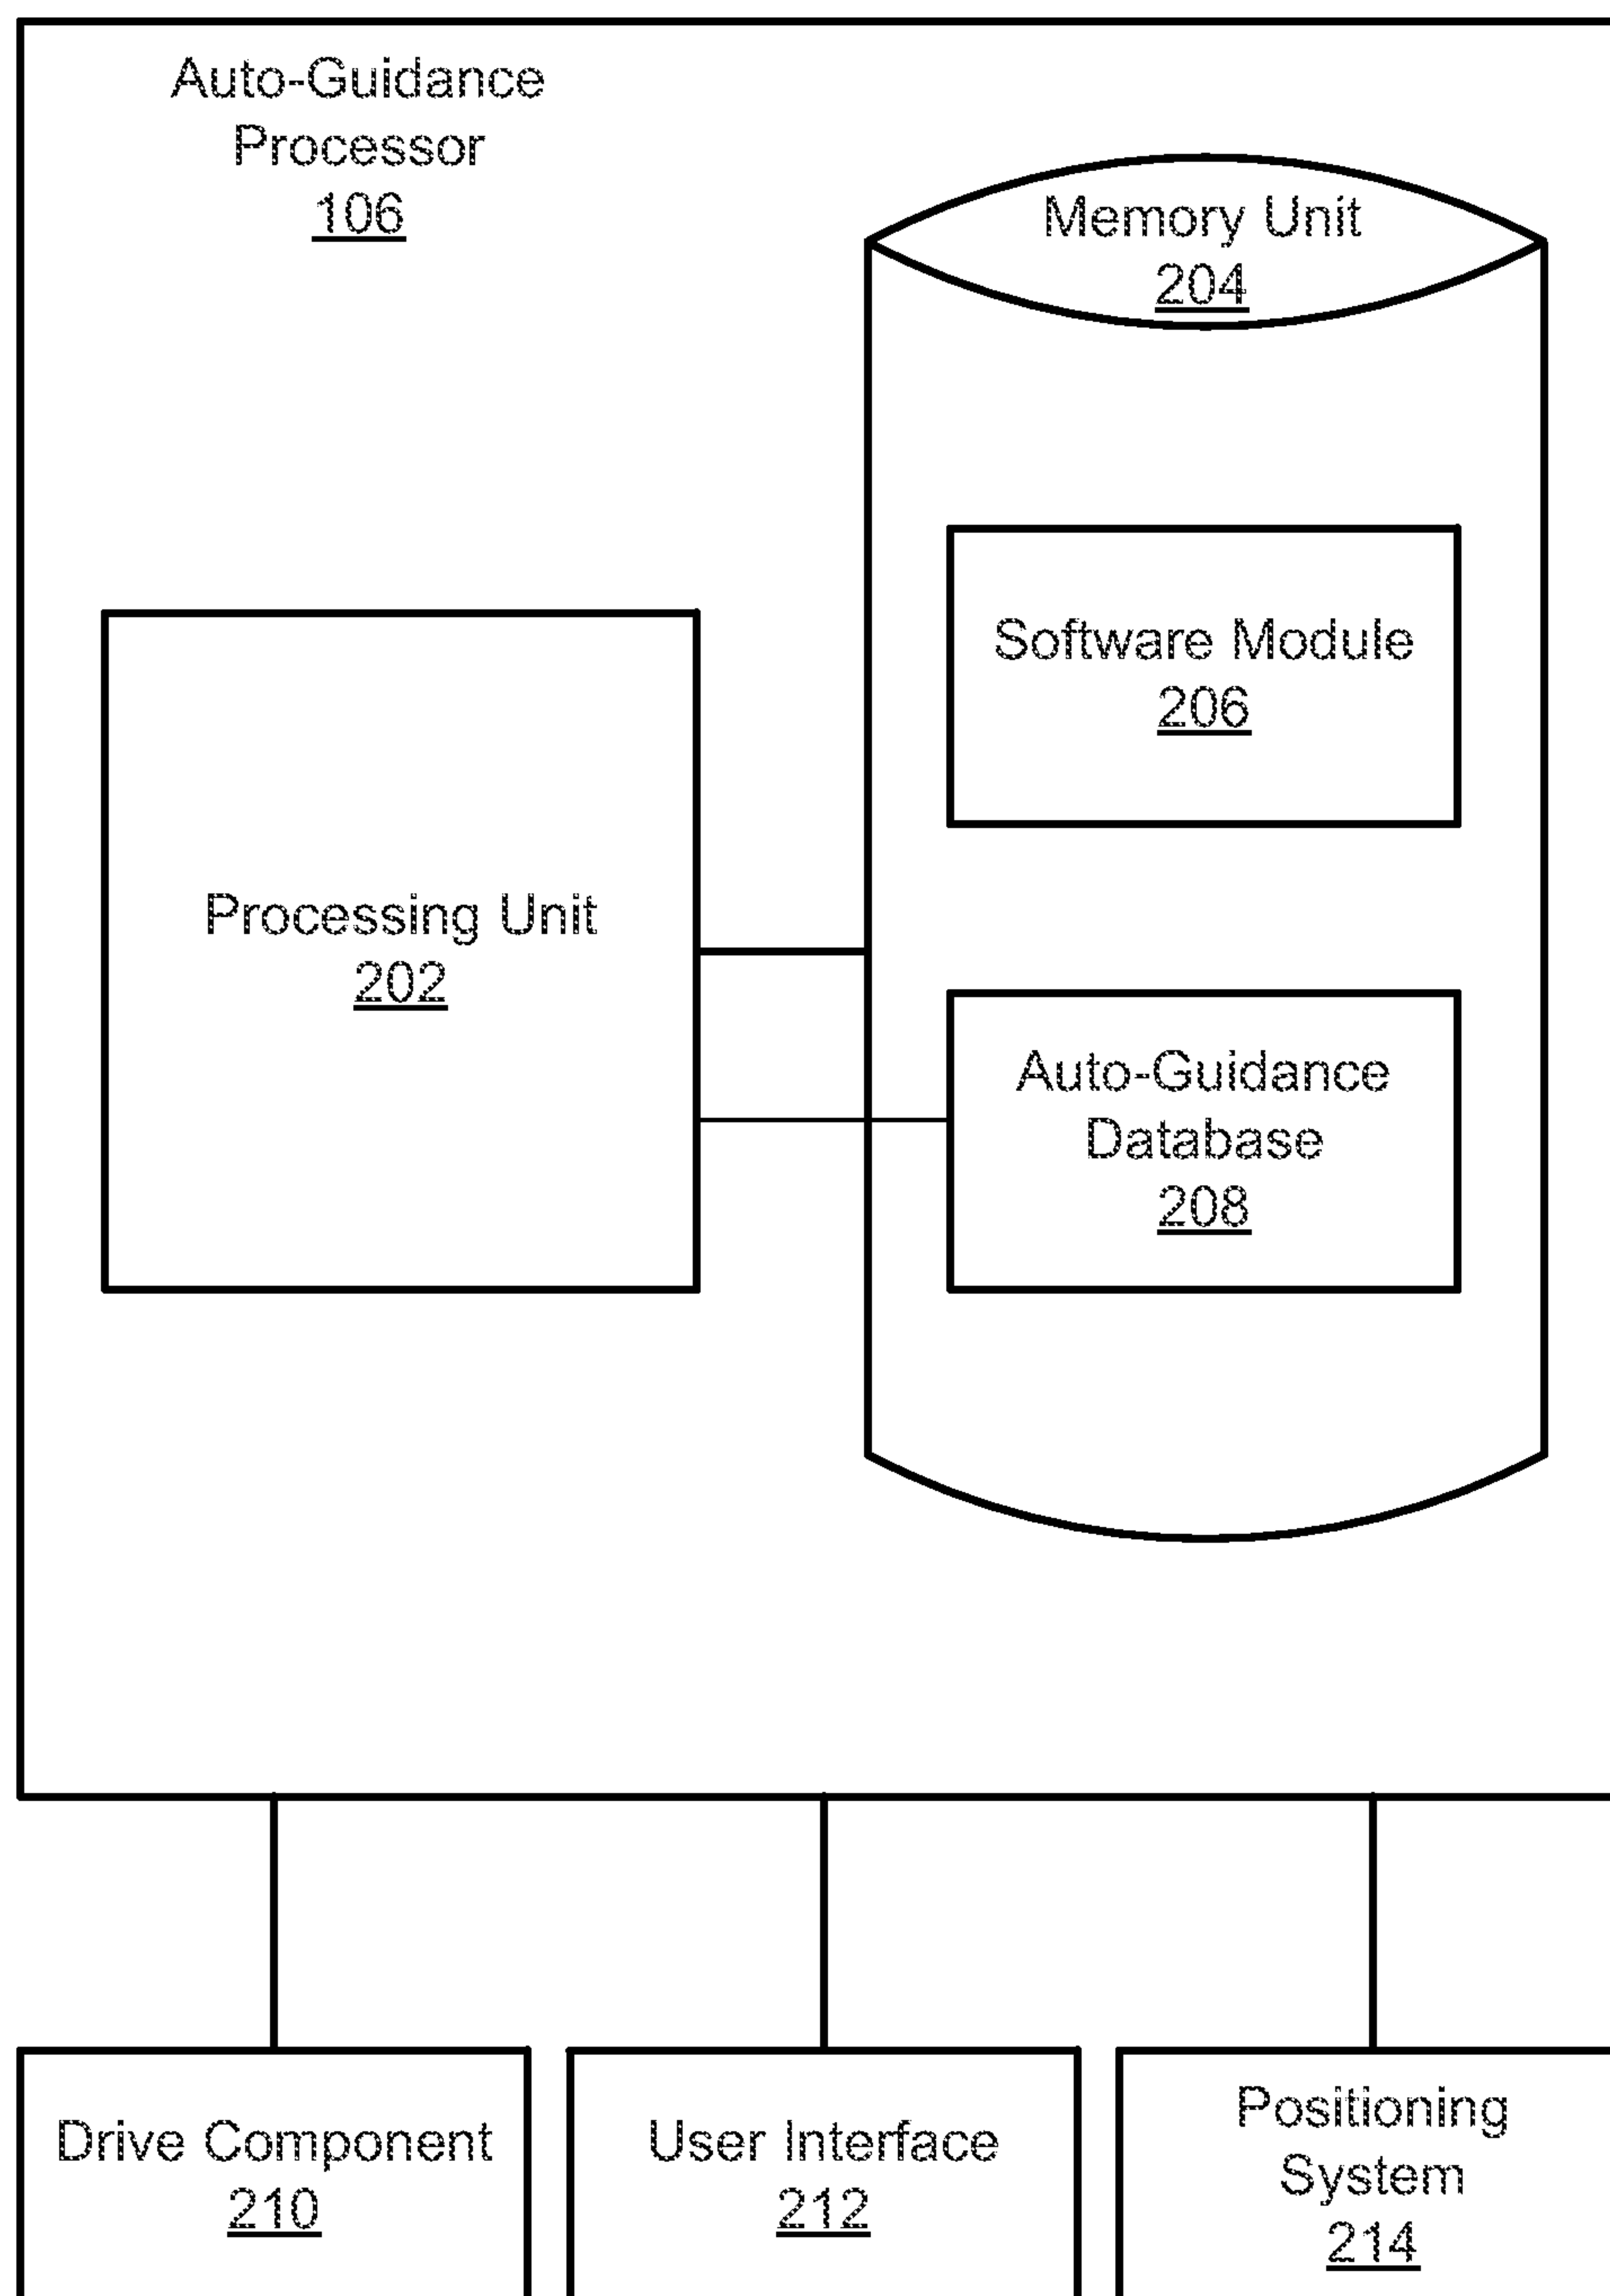 Auto-Guidance
Processor
106
Memory Unit
204
Software Module
206
Processing Unit
202
Auto-Guidance
Database
208
Drive Component
210
User Interface
212
Positioning
System
214